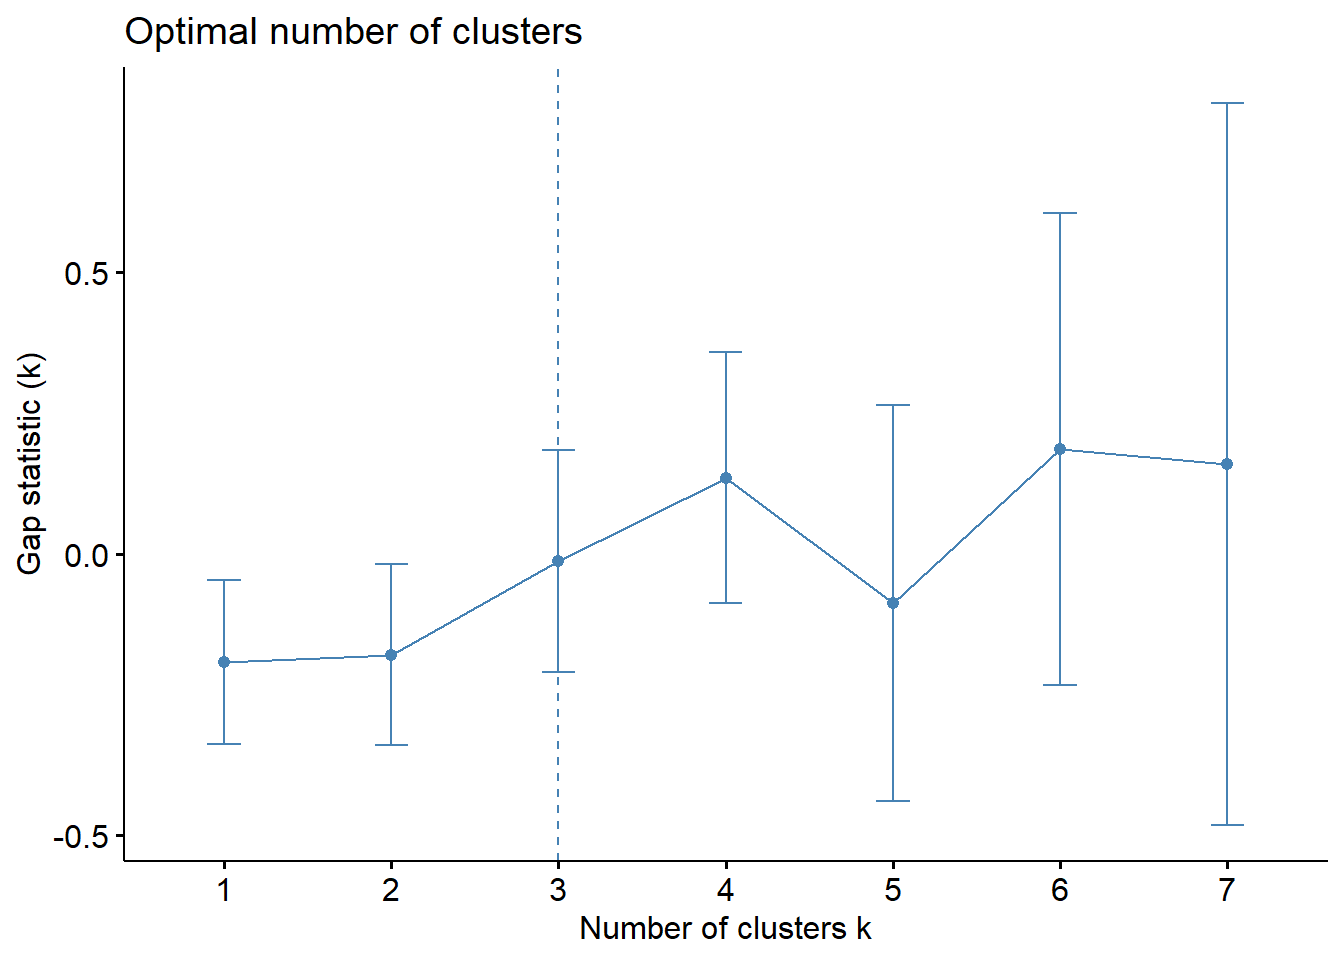 Optimal number of clusters
Gap statistic (k)
0.5
0.0
-0.5
1 2 3 4 5 6 7
Number of clusters k